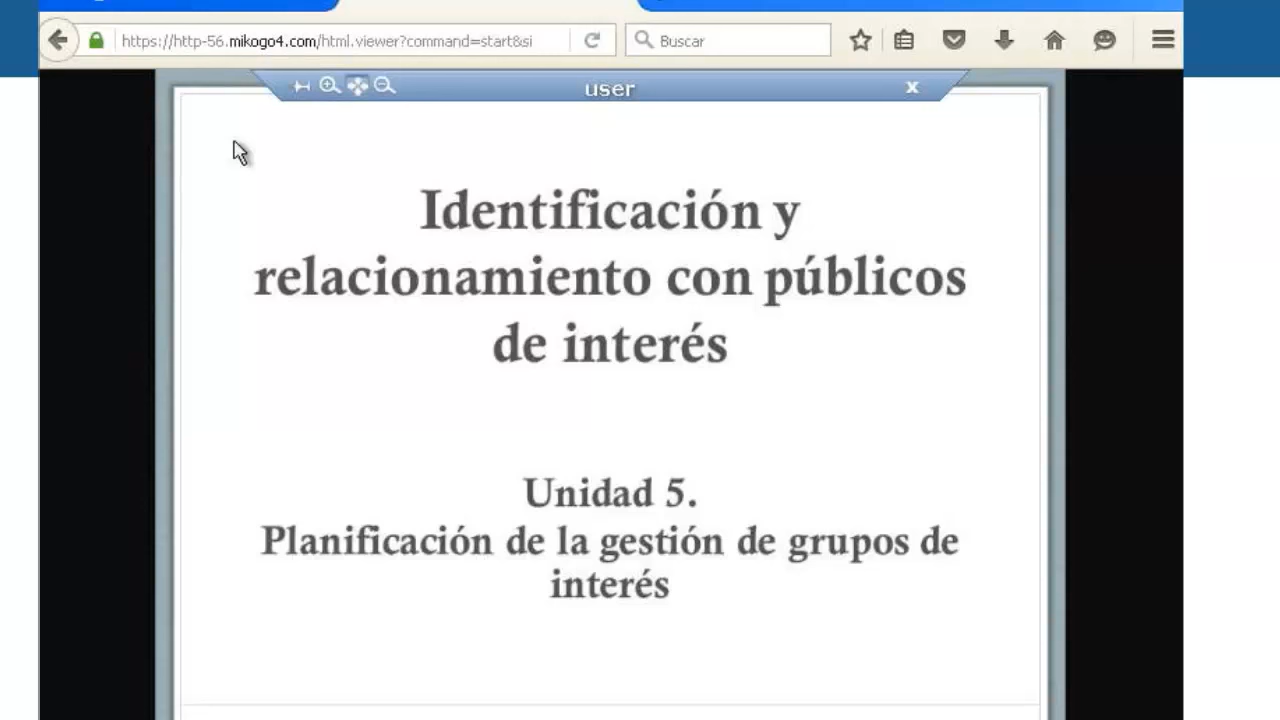 https://http-56.mikogo4.com/html.viewer?command=start&si
Buscar
user
x
Identificación y
relacionamiento con públicos
de interés
Unidad 5.
Planificación de la gestión de grupos de
interés